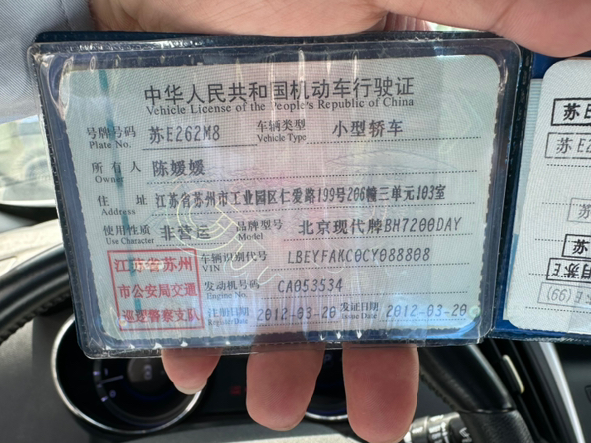 中华人民共和国机动车行驶证
Vehicle License of the People's Republic of China
号牌号码 苏E262M8 车辆类型 小型轿车
Plate No. Vehicle Type
所有人 陈媛媛
Owner
住址 江苏省苏州市工业园区仁爱路199号206幢三单元103室
Address
使用性质 非营运 品牌型号 北京现代牌BH7200DAY
Use Character Model
车辆识别代号 LBEYFAKC0CY088808
VIN
发动机号码 CA053534
Engine No.
注册日期 2012-03-20 发证日期 2012-03-20
Register Date Issue Date
江苏省苏州
市公安局交通
巡逻警察支队
苏E
苏E2
苏
苏